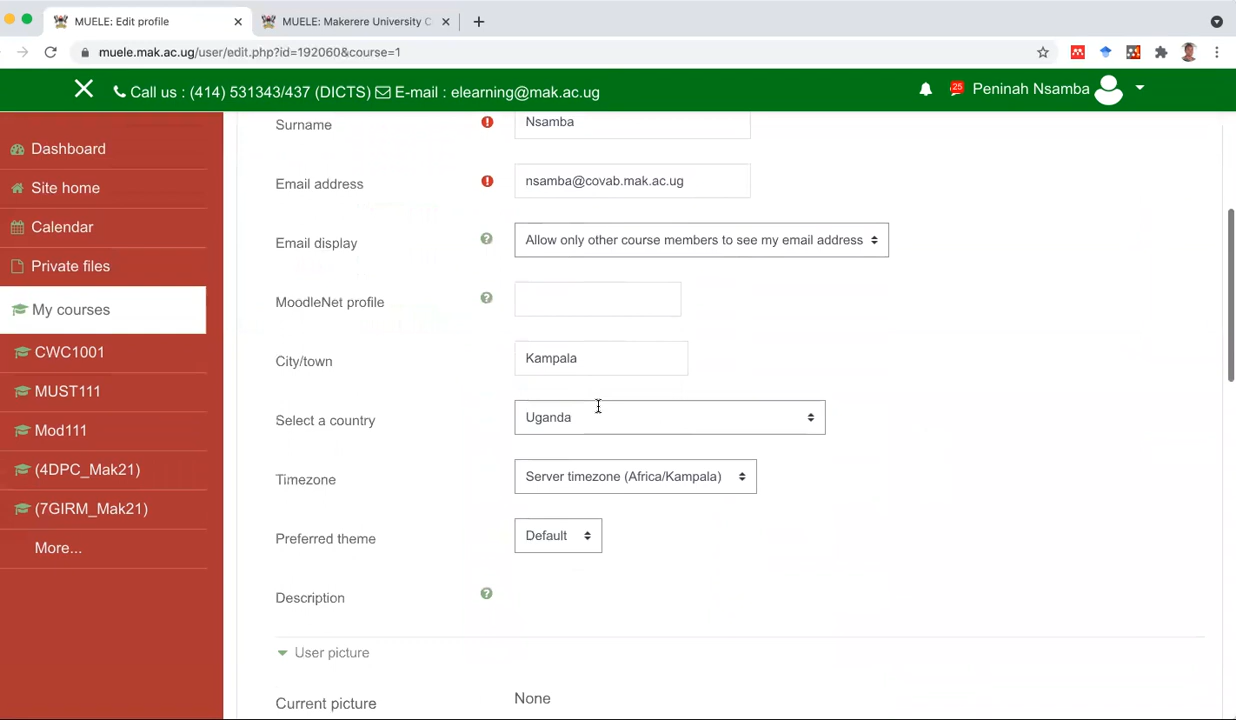 MUELE: Edit profile
MUELE: Makerere University C
muele.mak.ac.ug/user/edit.php?id=192060&course=1
Call us : (414) 531343/437 (DICTS) E-mail : elearning@mak.ac.ug
25
Peninah Nsamba
Dashboard
Site home
Calendar
Private files
My courses
CWC1001
MUST111
Mod111
(4DPC_Mak21)
(7GIRM_Mak21)
More...
Surname
Nsamba
Email address
nsamba@covab.mak.ac.ug
Email display
Allow only other course members to see my email address
MoodleNet profile
City/town
Kampala
Select a country
Uganda
Timezone
Server timezone (Africa/Kampala)
Preferred theme
Default
Description
User picture
Current picture
None